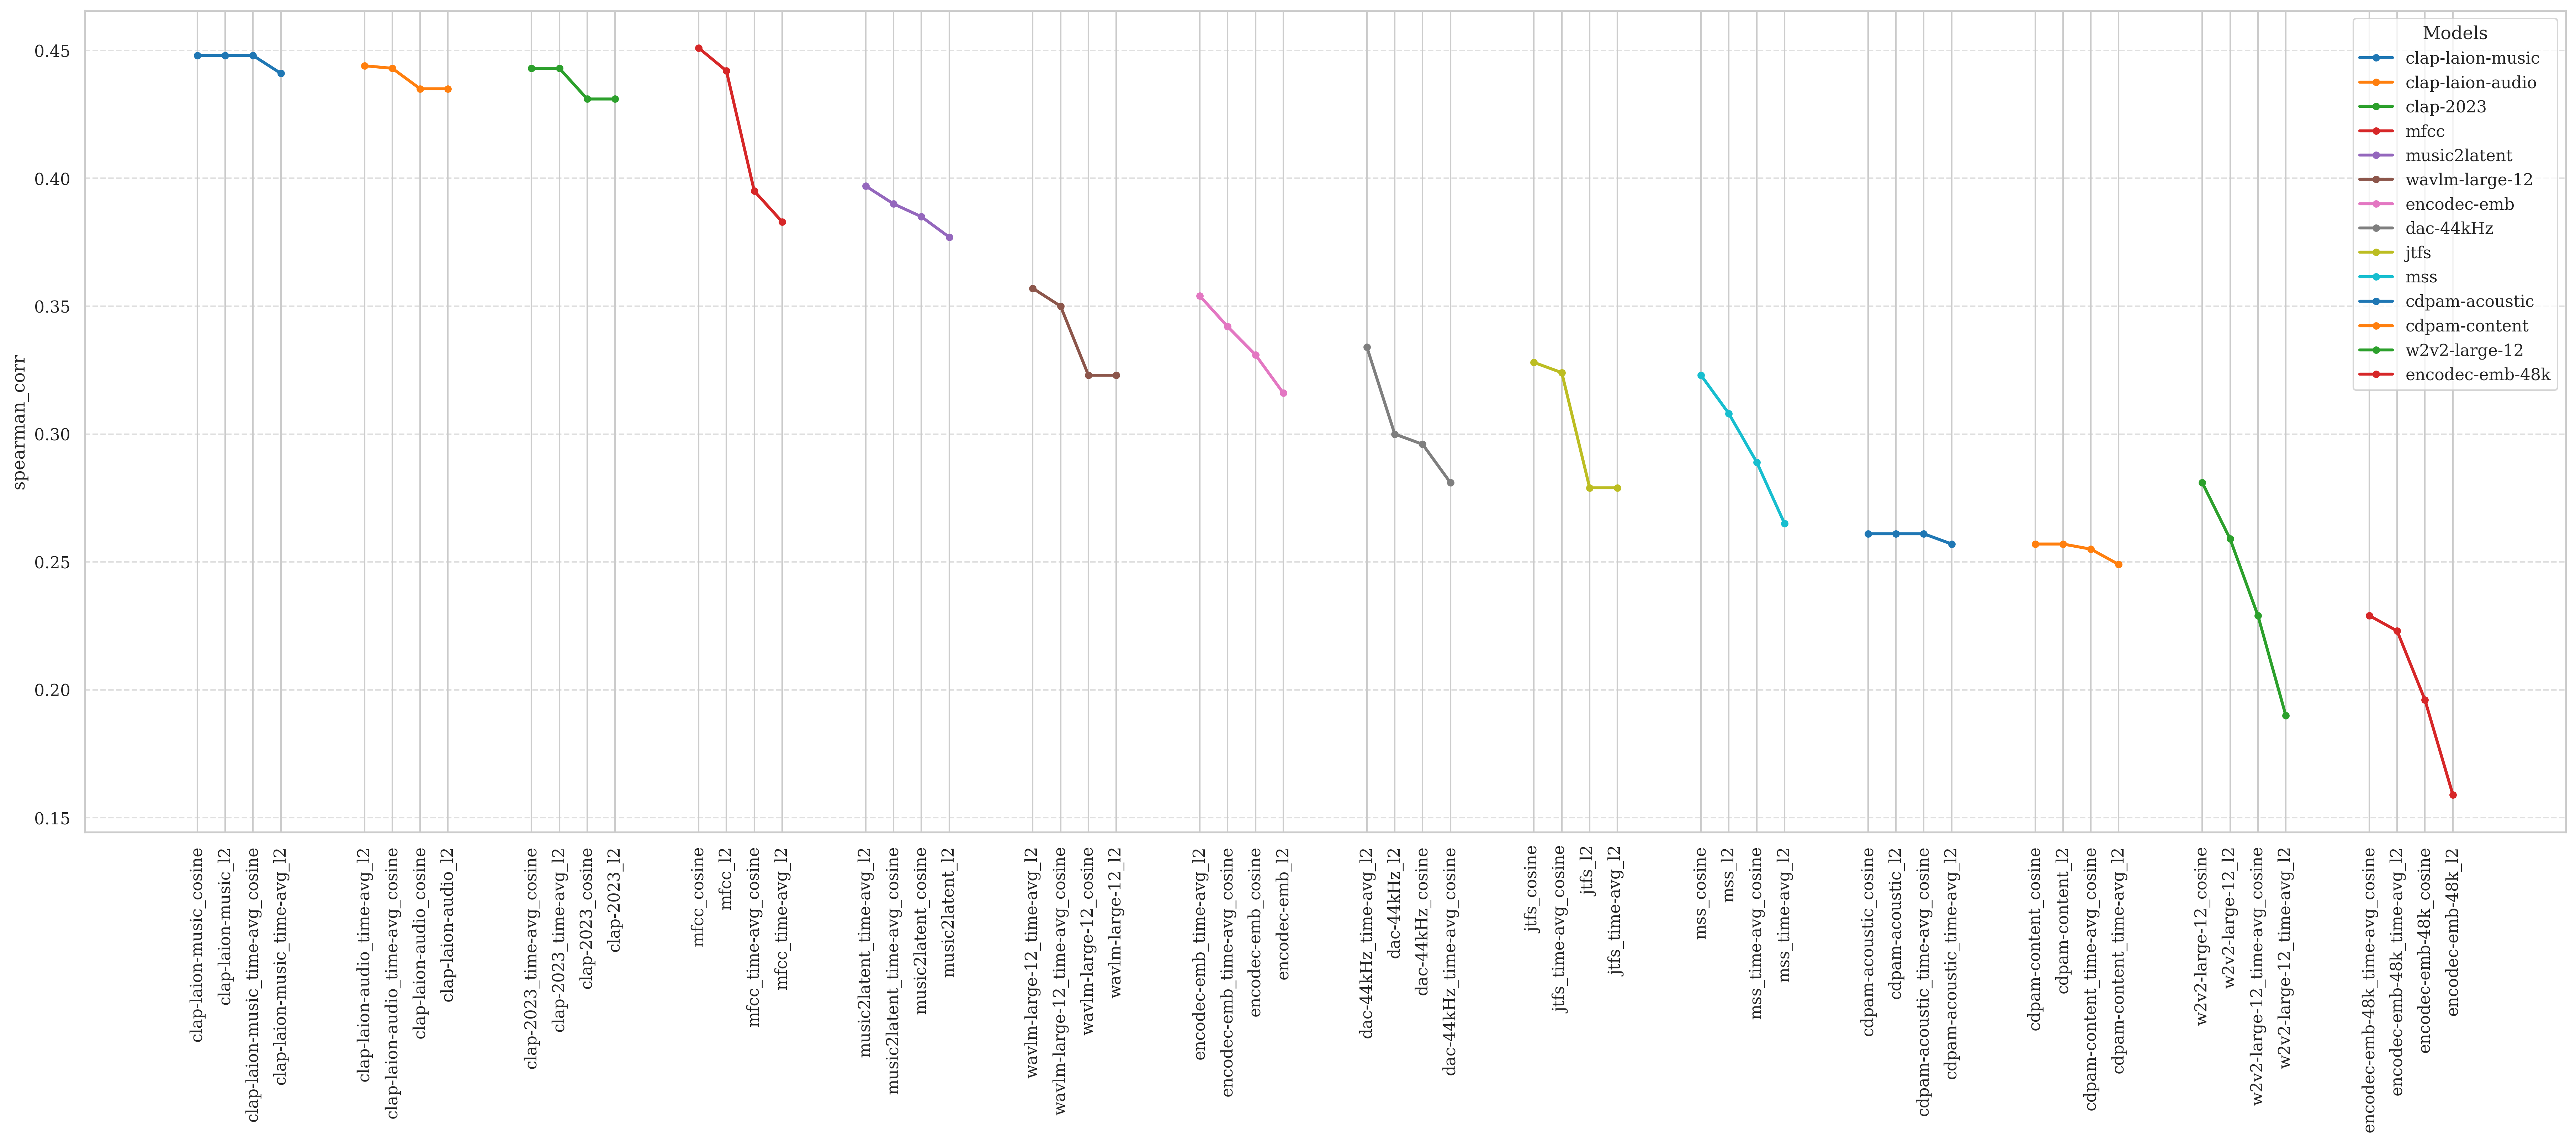 spearman_corr
0.45
0.40
0.35
0.30
0.25
0.20
0.15
Models
clap-laion-music
clap-laion-audio
clap-2023
mfcc
music2latent
wavlm-large-12
encodec-emb
dac-44kHz
jtfs
mss
cdpam-acoustic
cdpam-content
w2v2-large-12
encodec-emb-48k
clap-laion-music_cosine
clap-laion-music_l2
clap-laion-music_time-avg_cosine
clap-laion-music_time-avg_l2
clap-laion-audio_time-avg_l2
clap-laion-audio_time-avg_cosine
clap-laion-audio_cosine
clap-laion-audio_l2
clap-2023_time-avg_cosine
clap-2023_time-avg_l2
clap-2023_cosine
clap-2023_l2
mfcc_cosine
mfcc_l2
mfcc_time-avg_cosine
mfcc_time-avg_l2
music2latent_time-avg_l2
music2latent_time-avg_cosine
music2latent_cosine
music2latent_l2
wavlm-large-12_time-avg_l2
wavlm-large-12_time-avg_cosine
wavlm-large-12_cosine
wavlm-large-12_l2
encodec-emb_time-avg_l2
encodec-emb_time-avg_cosine
encodec-emb_cosine
encodec-emb_l2
dac-44kHz_time-avg_l2
dac-44kHz_l2
dac-44kHz_cosine
dac-44kHz_time-avg_cosine
jtfs_cosine
jtfs_time-avg_cosine
jtfs_l2
jtfs_time-avg_l2
mss_cosine
mss_l2
mss_time-avg_cosine
mss_time-avg_l2
cdpam-acoustic_cosine
cdpam-acoustic_l2
cdpam-acoustic_time-avg_cosine
cdpam-acoustic_time-avg_l2
cdpam-content_cosine
cdpam-content_l2
cdpam-content_time-avg_cosine
cdpam-content_time-avg_l2
w2v2-large-12_cosine
w2v2-large-12_l2
w2v2-large-12_time-avg_cosine
w2v2-large-12_time-avg_l2
encodec-emb-48k_time-avg_cosine
encodec-emb-48k_time-avg_l2
encodec-emb-48k_cosine
encodec-emb-48k_l2